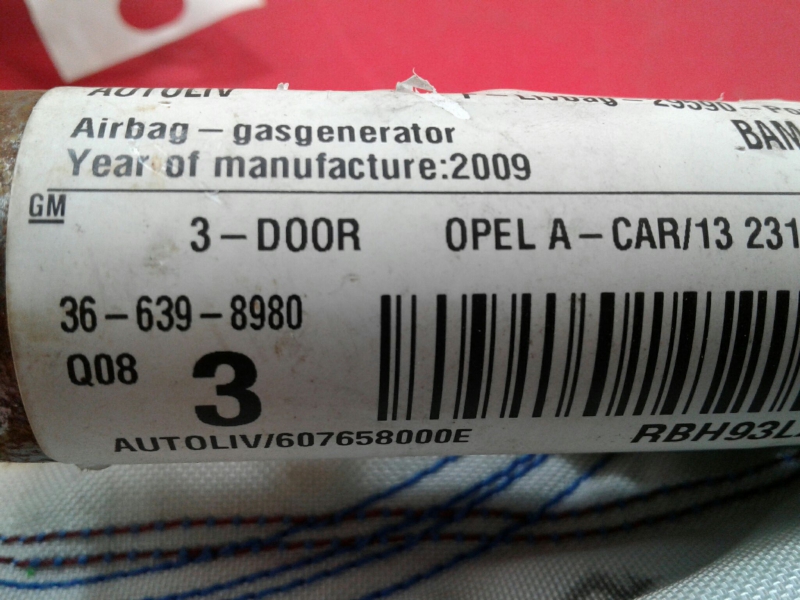 AUTOLIV
Airbag – gasgenerator
BAM
Year of manufacture:2009
GM
3 – DOOR OPEL A – CAR/13 231
36 – 639 – 8980
Q08
3
AUTOLIV/607658000E
RBH93L